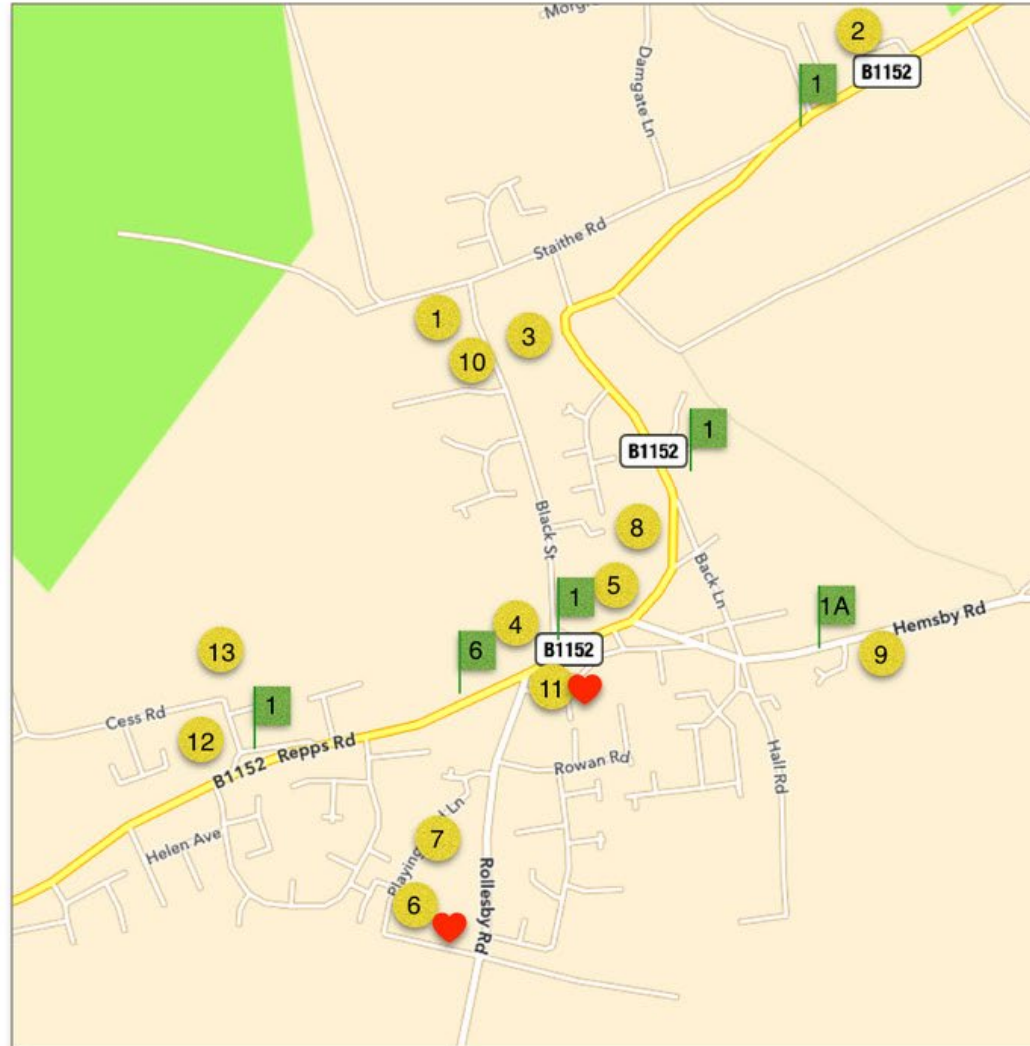 Damgate Ln
2
B1152
1
Staithe Rd
1
3
10
1
B1152
8
Black St
Back Ln
5
1
1A
4
Hemsby Rd
6
B1152
9
13
11
1
Cess Rd
12
B1152 Repps Rd
Rowan Rd
Hall Rd
Helen Ave
7
Rollesby Rd
6